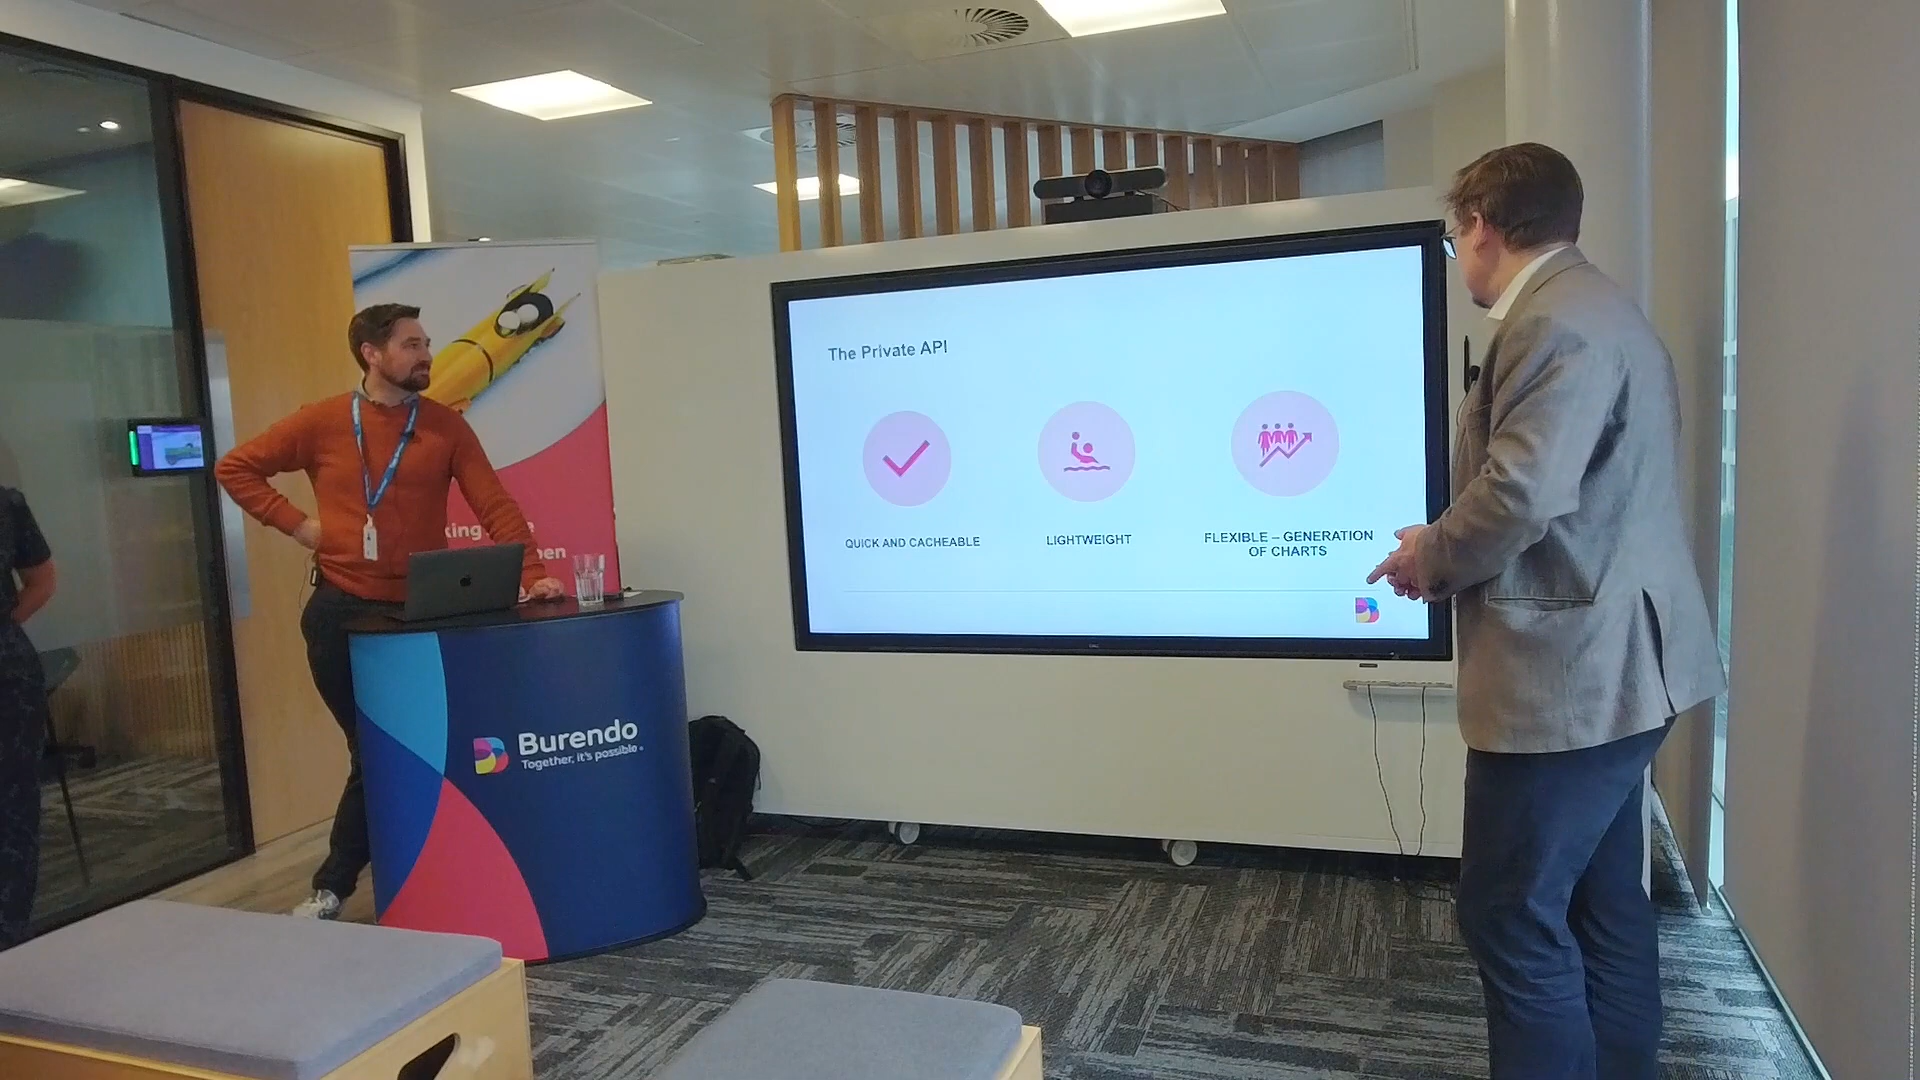 The Private API
QUICK AND CACHEABLE
LIGHTWEIGHT
FLEXIBLE – GENERATION
OF CHARTS
Burendo
Together, it's possible